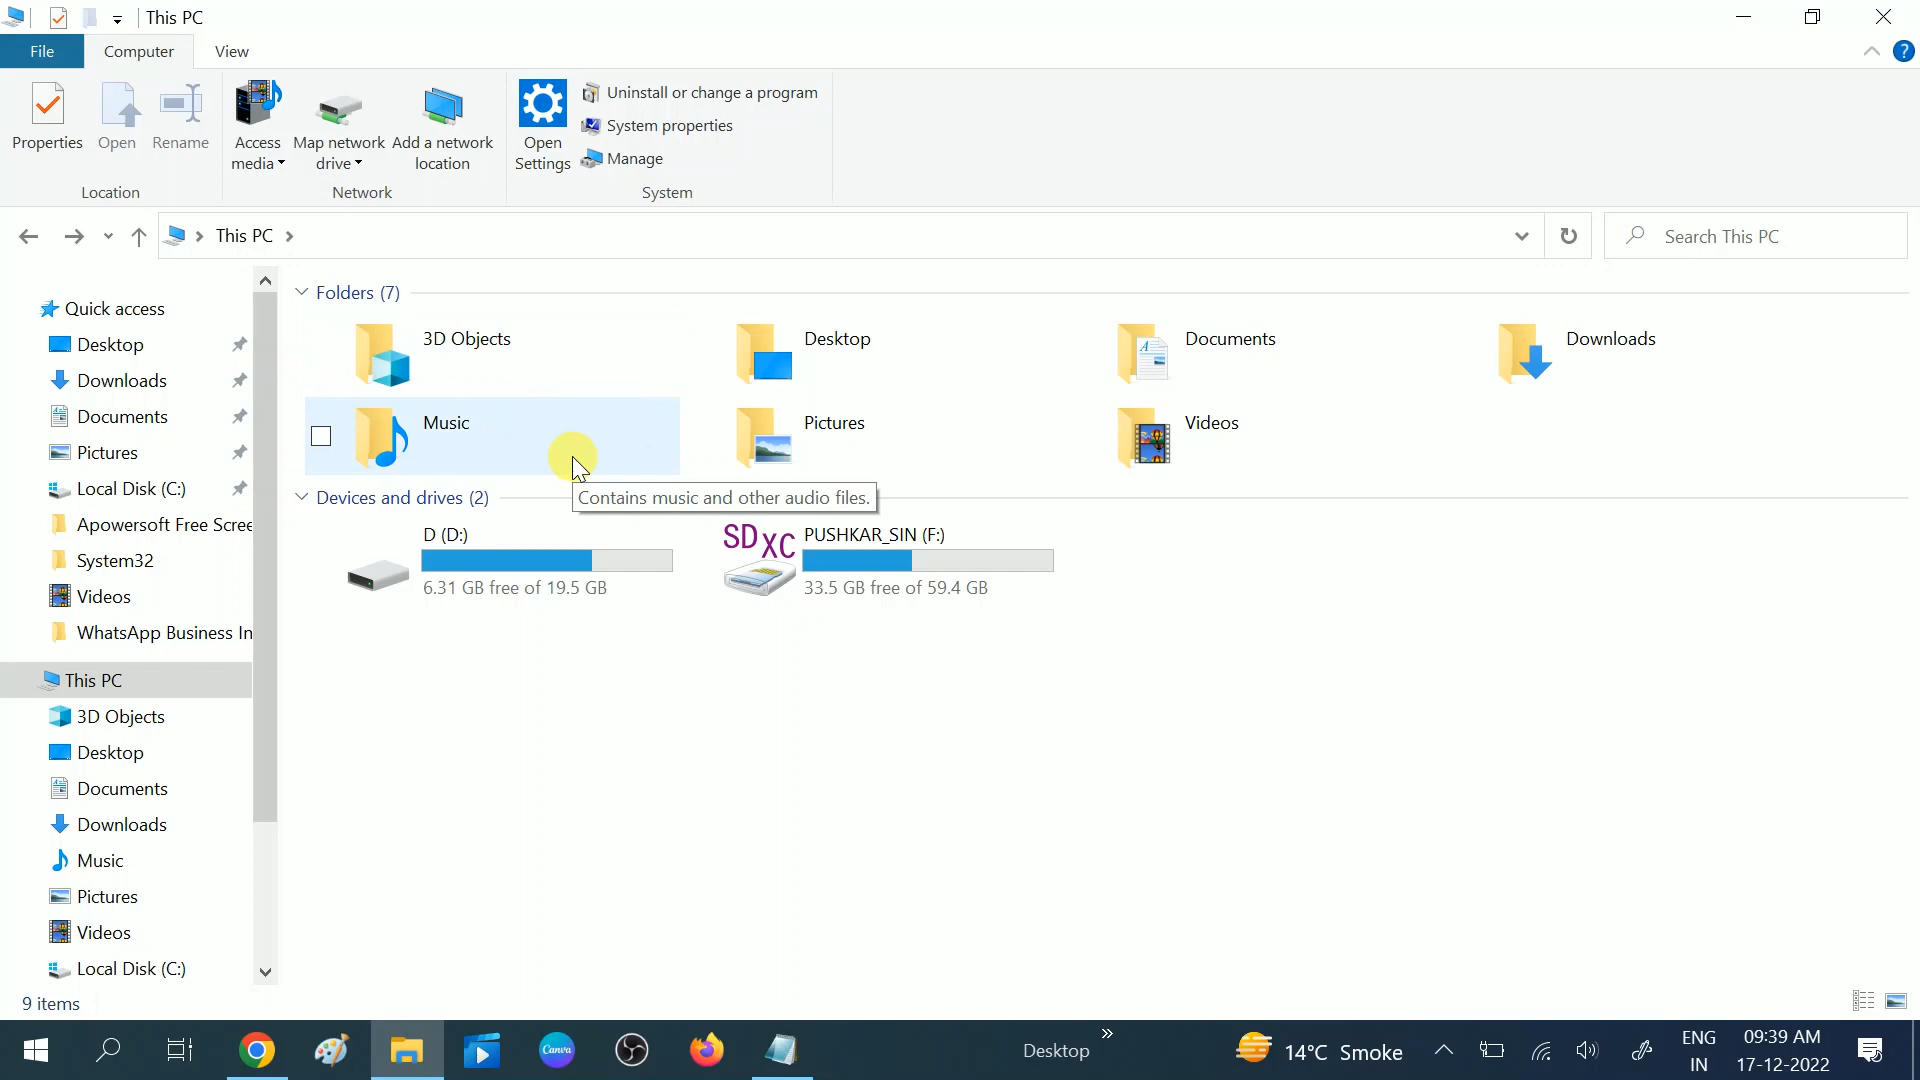 This PC
File
Computer
View
Properties
Open
Rename
Access
media
Map network
drive
Add a network
location
Open
Settings
Uninstall or change a program
System properties
Manage
Location
Network
System
This PC
Search This PC
Quick access
Desktop
Downloads
Documents
Pictures
Local Disk (C:)
Apowersoft Free Scree
System32
Videos
WhatsApp Business In
This PC
3D Objects
Desktop
Documents
Downloads
Music
Pictures
Videos
Local Disk (C:)
Folders (7)
3D Objects
Desktop
Documents
Downloads
Music
Pictures
Videos
Contains music and other audio files.
Devices and drives (2)
D (D:)
6.31 GB free of 19.5 GB
SD XC
PUSHKAR_SIN (F:)
33.5 GB free of 59.4 GB
9 items
Canva
Desktop
14°C Smoke
ENG
IN
09:39 AM
17-12-2022